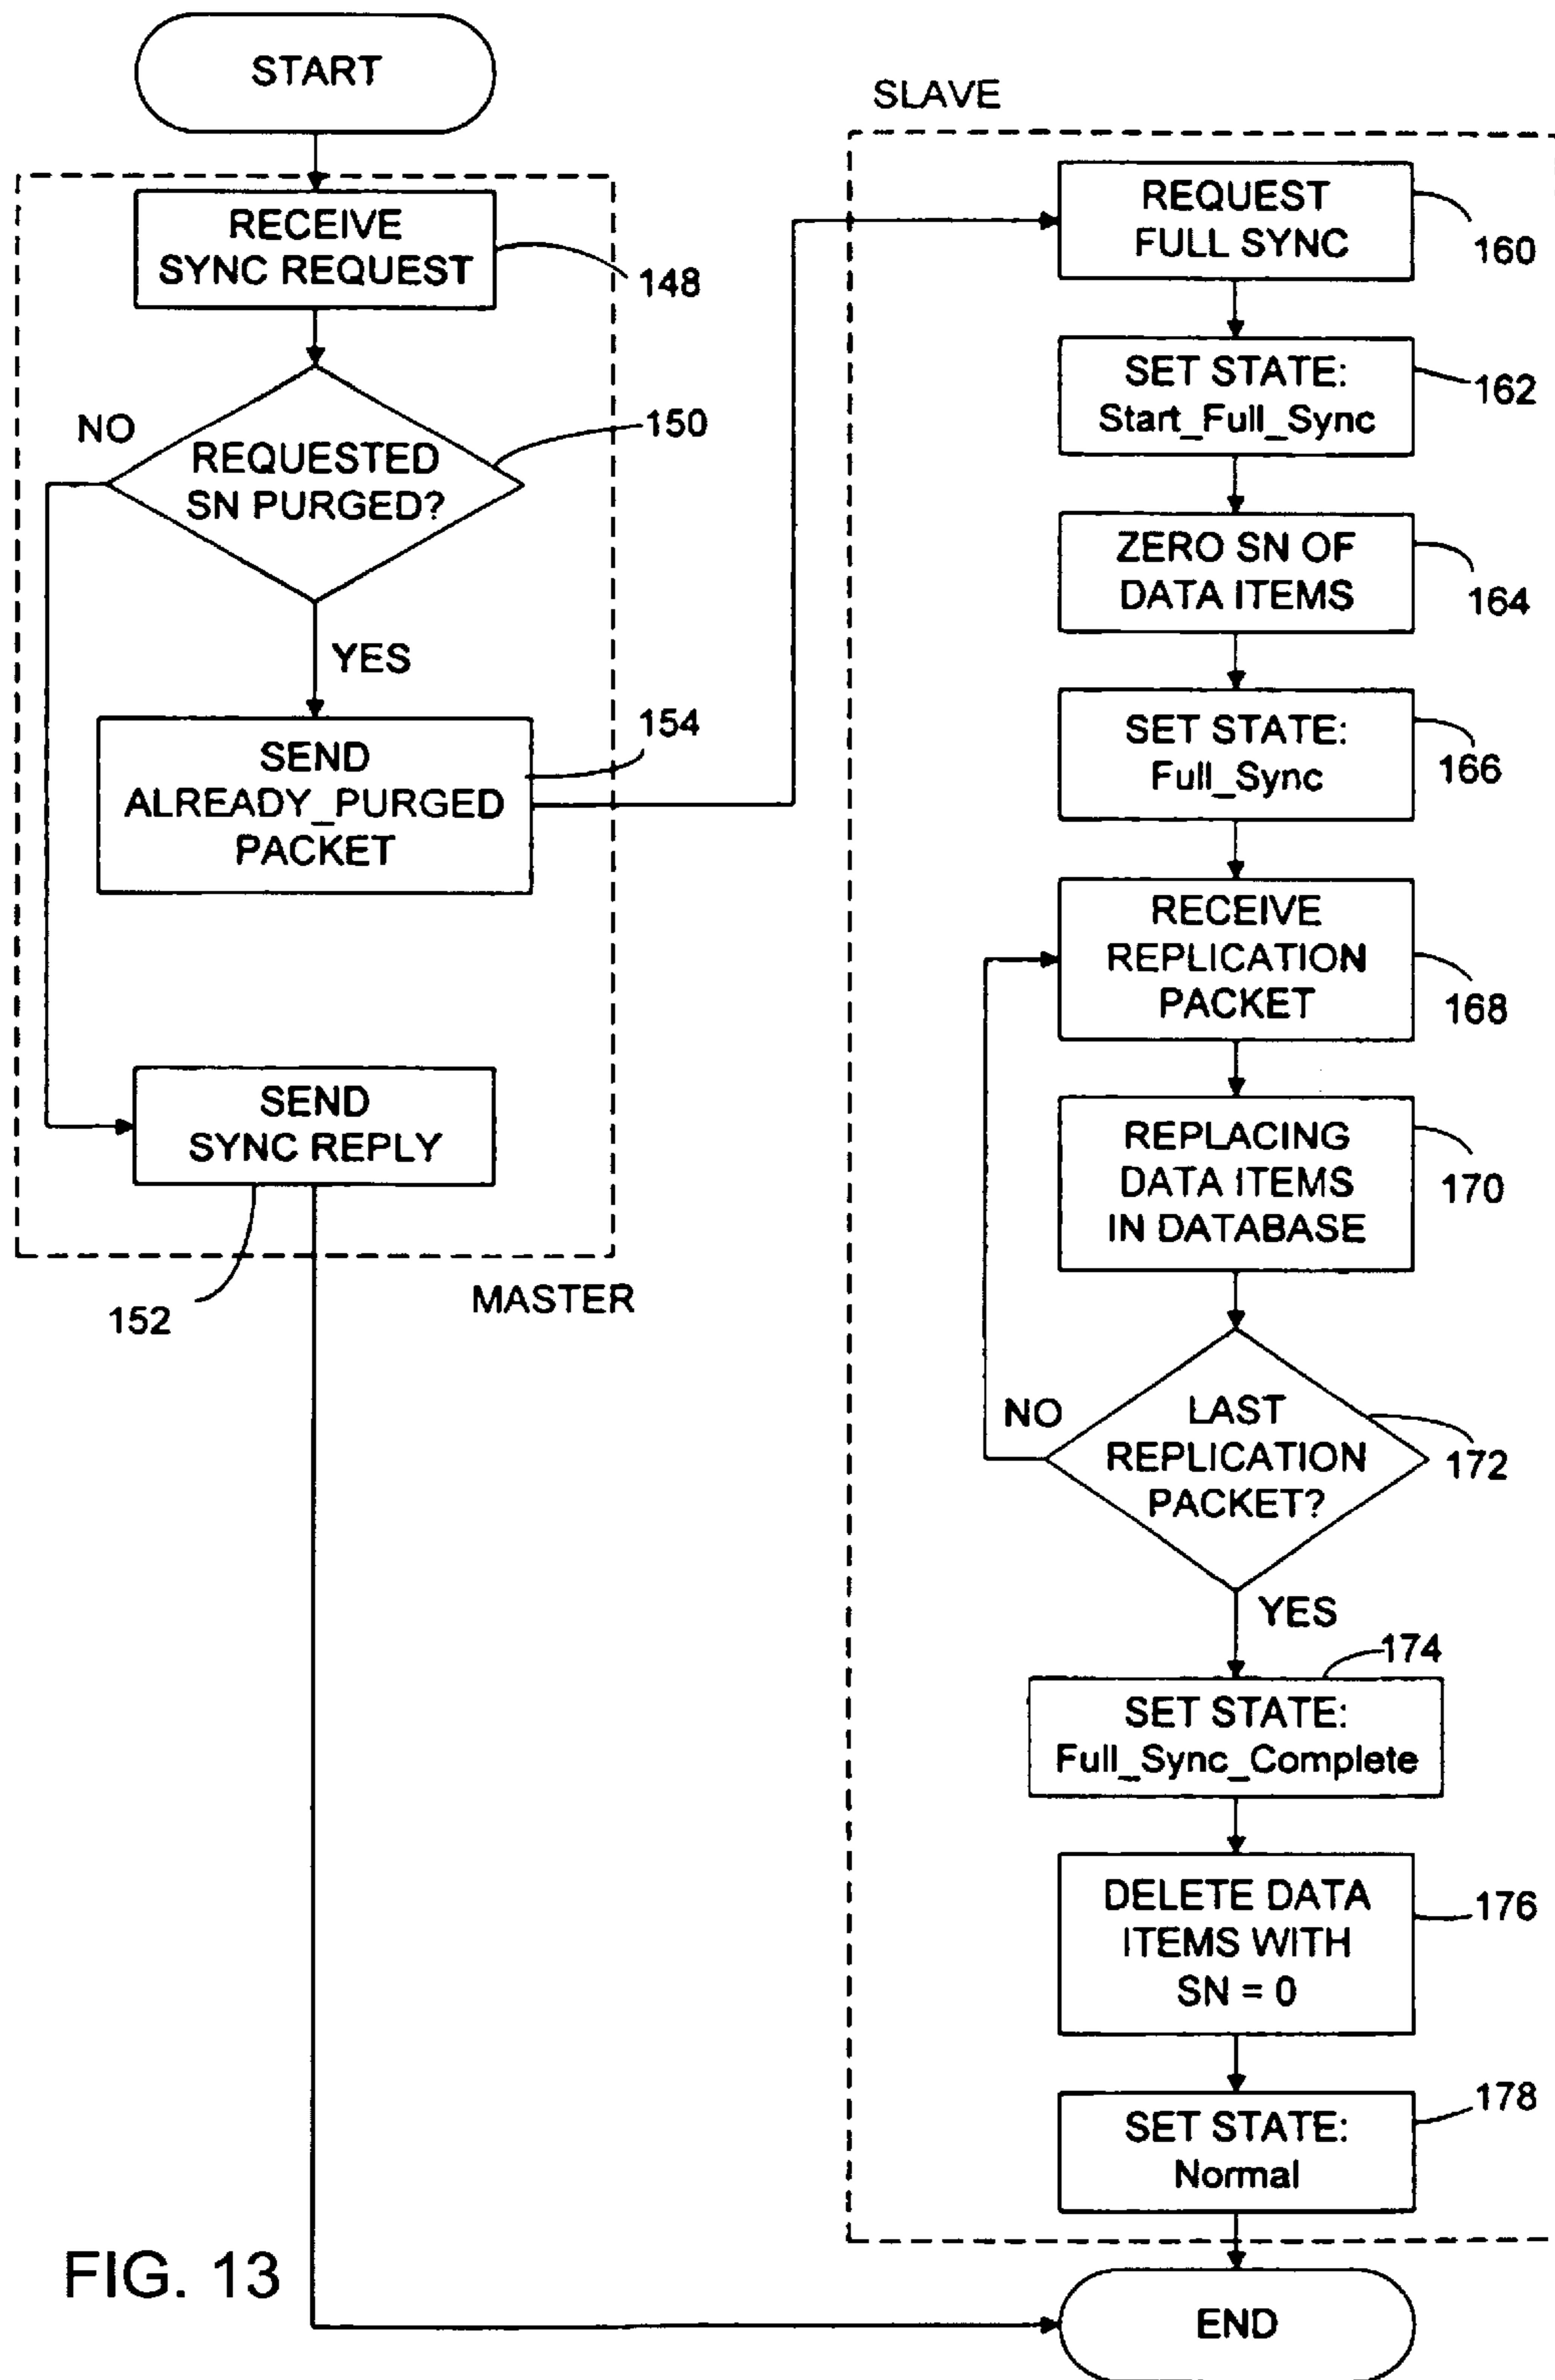 START
RECEIVE
SYNC REQUEST
148
REQUESTED
SN PURGED?
150
NO
YES
SEND
ALREADY_PURGED
PACKET
154
SEND
SYNC REPLY
152
MASTER
SLAVE
REQUEST
FULL SYNC
160
SET STATE:
Start_Full_Sync
162
ZERO SN OF
DATA ITEMS
164
SET STATE:
Full_Sync
166
RECEIVE
REPLICATION
PACKET
168
REPLACING
DATA ITEMS
IN DATABASE
170
LAST
REPLICATION
PACKET?
172
NO
YES
174
SET STATE:
Full_Sync_Complete
DELETE DATA
ITEMS WITH
SN = 0
176
SET STATE:
Normal
178
END
FIG. 13